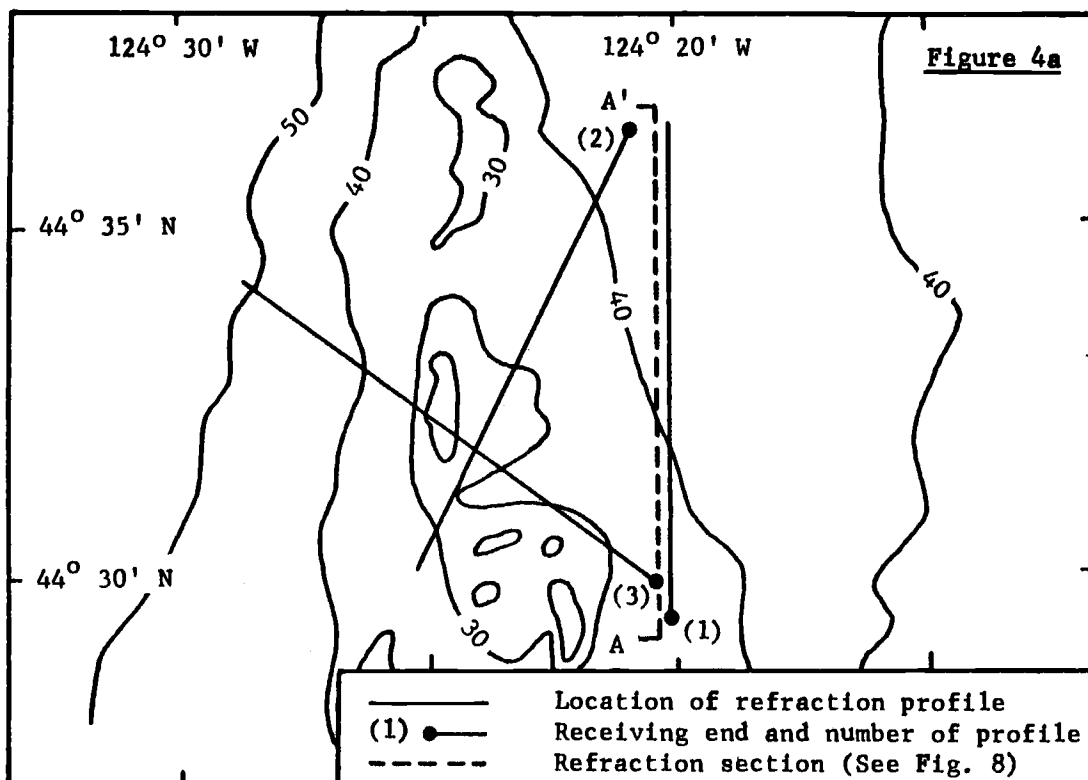 124° 30' W
124° 20' W
Figure 4a
50
A'
(2)
40
30
44° 35' N
40
40
44° 30' N
(3)
30
A
(1)
Location of refraction profile
(1) Receiving end and number of profile
Refraction section (See Fig. 8)